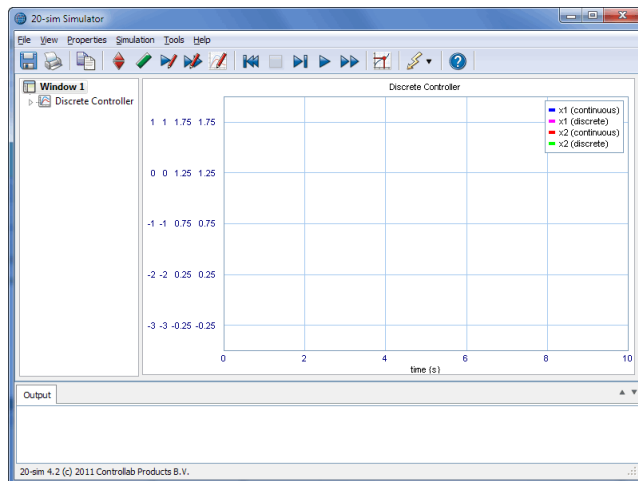 20-sim Simulator
File View Properties Simulation Tools Help
Window 1
Discrete Controller
Discrete Controller
x1 (continuous)
x1 (discrete)
x2 (continuous)
x2 (discrete)
1 1 1.75 1.75
0 0 1.25 1.25
-1 -1 0.75 0.75
-2 -2 0.25 0.25
-3 -3 -0.25 -0.25
0 2 4 6 8 10
time (s)
Output
20-sim 4.2 (c) 2011 Controllab Products B.V.